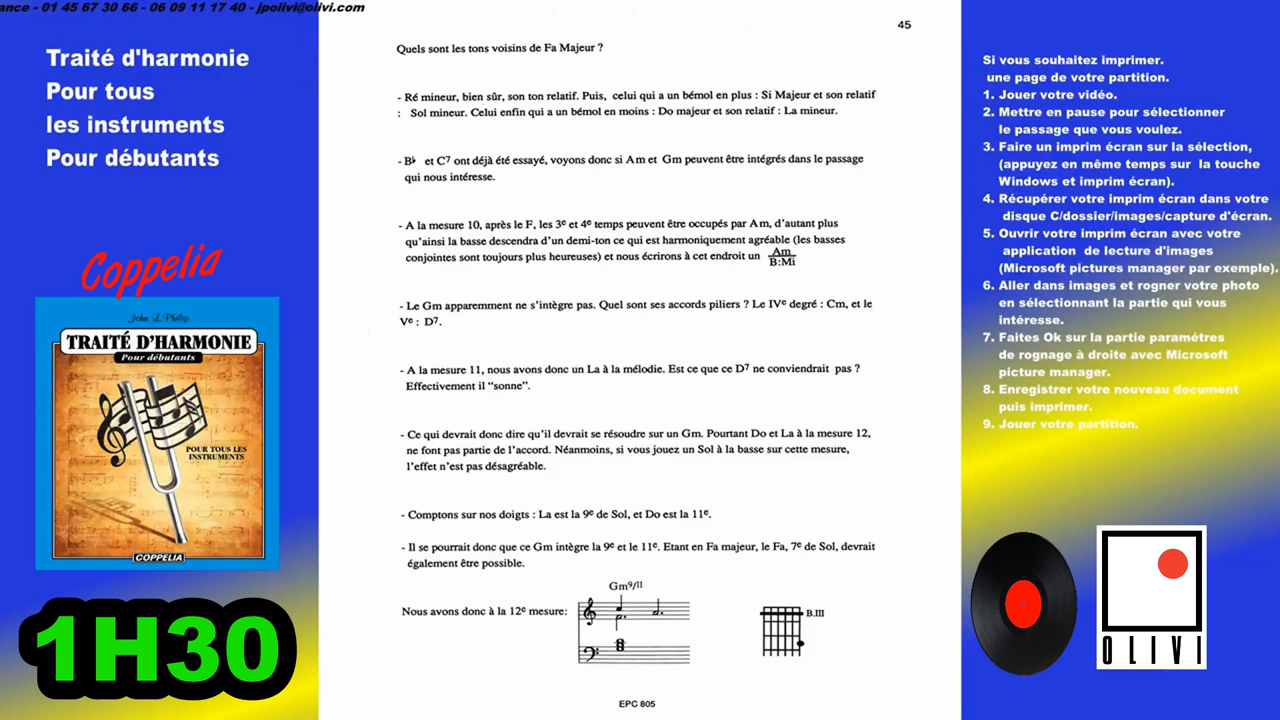 ance - 01 45 67 30 66 - 06 09 11 17 40 - jpolivi@olivi.com
Traité d'harmonie
Pour tous
les instruments
Pour débutants
Coppelia
John L. Philip
TRAITÉ D'HARMONIE
Pour débutants
POUR TOUS LES
INSTRUMENTS
COPPELIA
1H30
45
Quels sont les tons voisins de Fa Majeur ?
- Ré mineur, bien sûr, son ton relatif. Puis, celui qui a un bémol en plus : Si Majeur et son relatif
: Sol mineur. Celui enfin qui a un bémol en moins : Do majeur et son relatif : La mineur.
- B♭ et C7 ont déjà été essayé, voyons donc si Am et Gm peuvent être intégrés dans le passage
qui nous intéresse.
- A la mesure 10, après le F, les 3e et 4e temps peuvent être occupés par Am, d'autant plus
qu'ainsi la basse descendra d'un demi-ton ce qui est harmoniquement agréable (les basses
conjointes sont toujours plus heureuses) et nous écrirons à cet endroit un Am
B:Mi
- Le Gm apparemment ne s'intègre pas. Quel sont ses accords piliers ? Le IVe degré : Cm, et le
Ve : D7.
- A la mesure 11, nous avons donc un La à la mélodie. Est ce que ce D7 ne conviendrait pas ?
Effectivement il “sonne”.
- Ce qui devrait donc dire qu'il devrait se résoudre sur un Gm. Pourtant Do et La à la mesure 12,
ne font pas partie de l'accord. Néanmoins, si vous jouez un Sol à la basse sur cette mesure,
l'effet n'est pas désagréable.
- Comptons sur nos doigts : La est la 9e de Sol, et Do est la 11e.
- Il se pourrait donc que ce Gm intègre la 9e et le 11e. Etant en Fa majeur, le Fa, 7e de Sol, devrait
également être possible.
Gm9/11
Nous avons donc à la 12e mesure:
B.III
EPC 805
Si vous souhaitez imprimer.
une page de votre partition.
1. Jouer votre vidéo.
2. Mettre en pause pour sélectionner
le passage que vous voulez.
3. Faire un imprim écran sur la sélection,
(appuyez en même temps sur la touche
Windows et imprim écran).
4. Récupérer votre imprim écran dans votre
disque C/dossier/images/capture d'écran.
5. Ouvrir votre imprim écran avec votre
application de lecture d'images
(Microsoft pictures manager par exemple).
6. Aller dans images et rogner votre photo
en sélectionnant la partie qui vous
intéresse.
7. Faites Ok sur la partie paramétres
de rognage à droite avec Microsoft
picture manager.
8. Enregistrer votre nouveau document
puis imprimer.
9. Jouer votre partition.
OLIVI